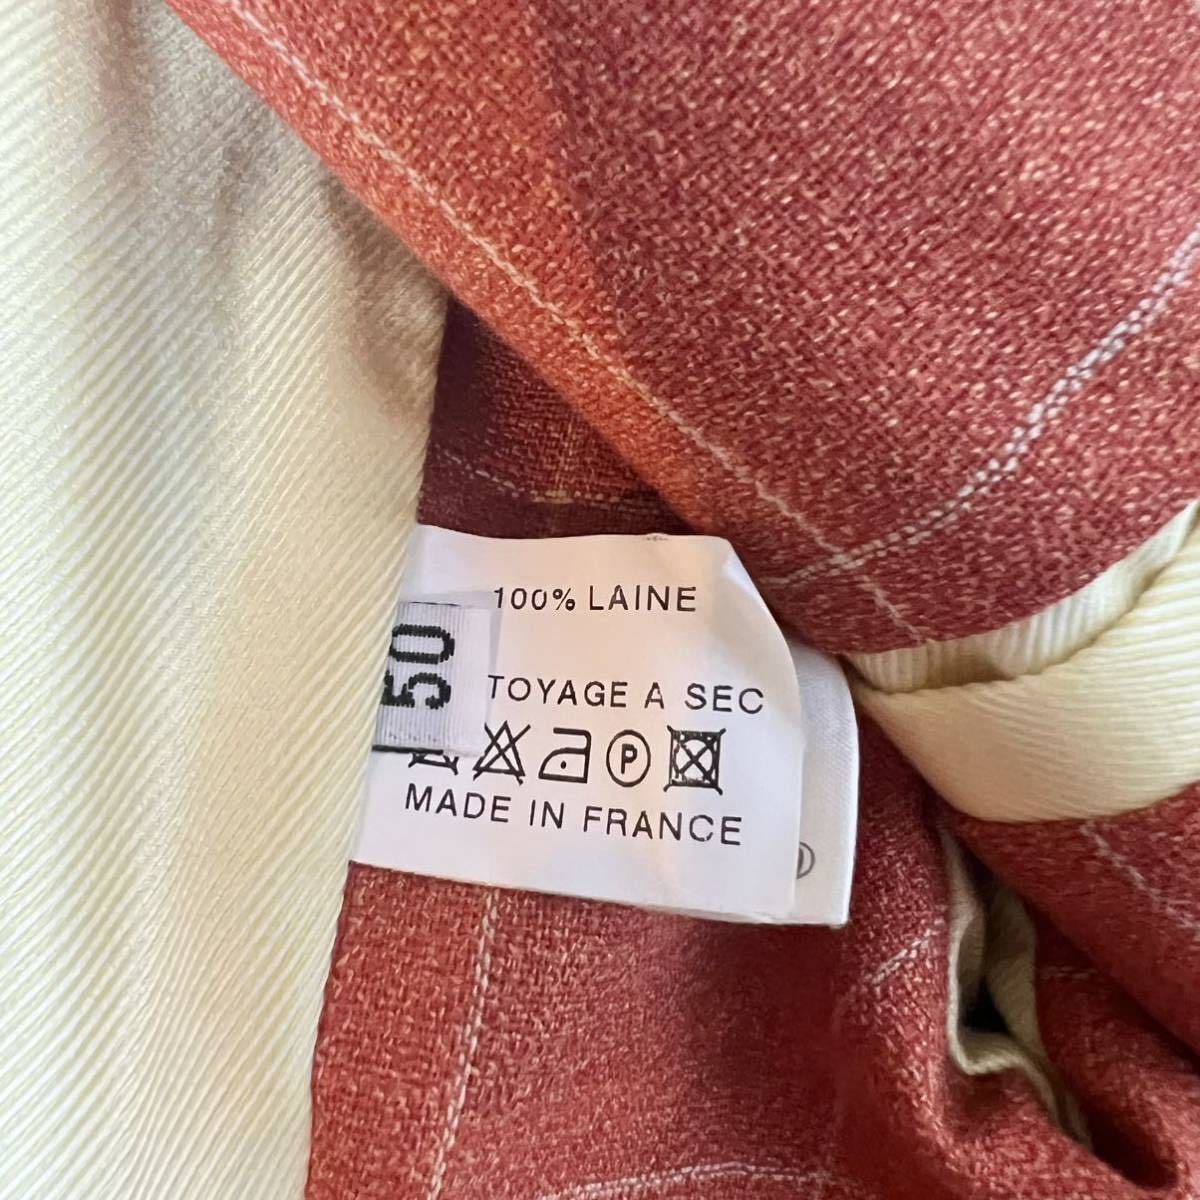 100% LAINE
50
TOYAGE A SEC
P
MADE IN FRANCE